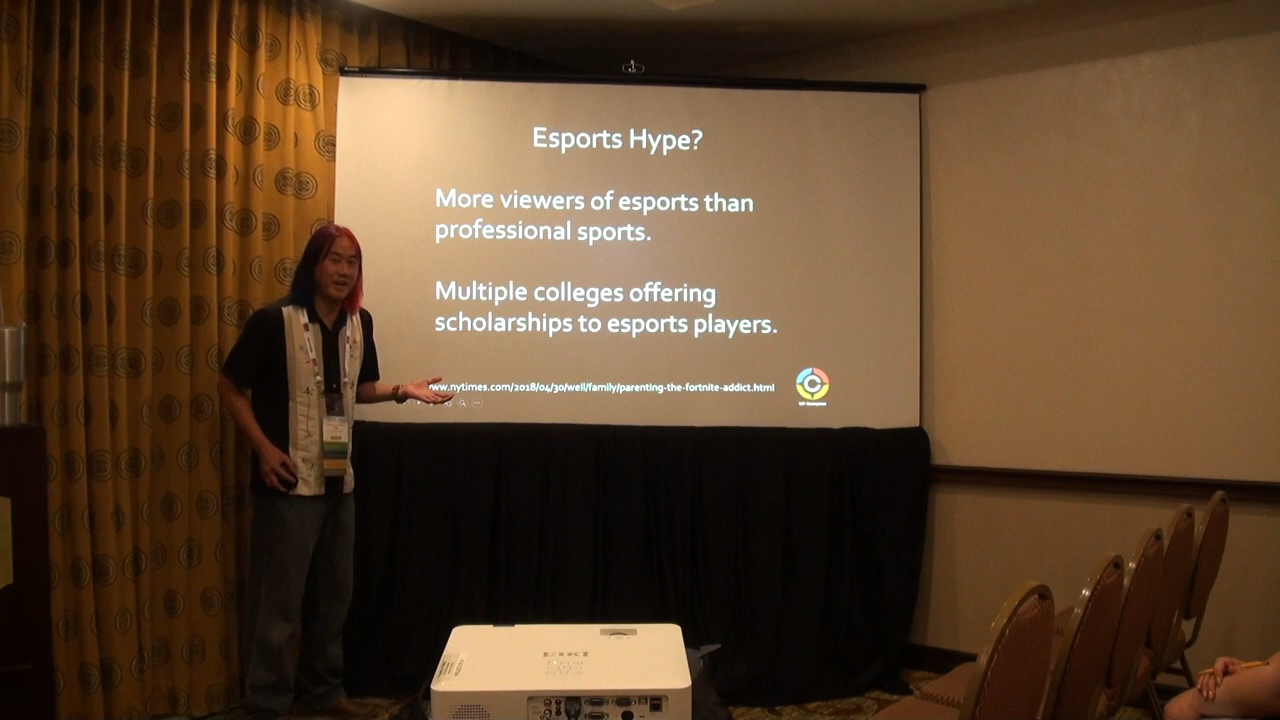 Esports Hype?
More viewers of esports than
professional sports.
Multiple colleges offering
scholarships to esports players.
www.nytimes.com/2018/04/30/well/family/parenting-the-fortnite-addict.html
EIKI